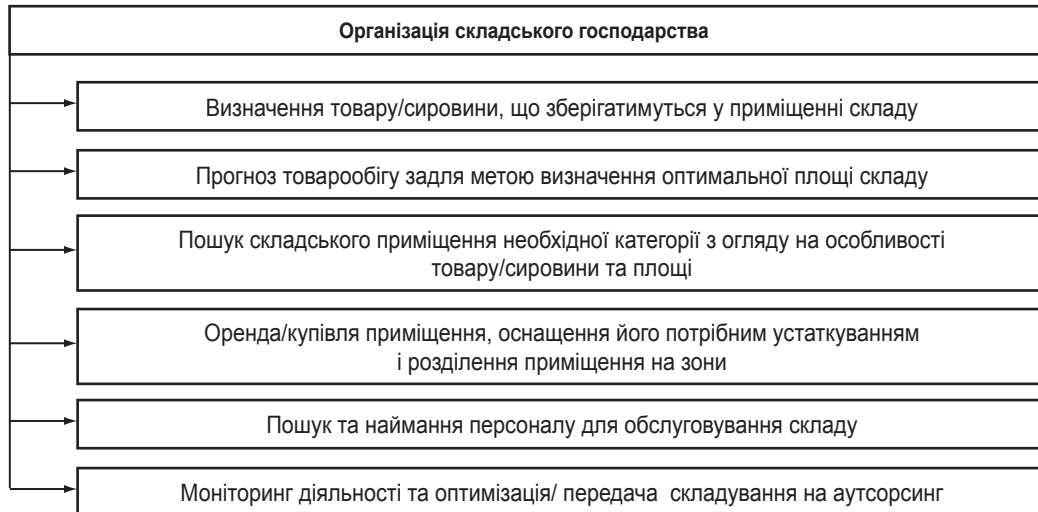 Організація складського господарства
Визначення товару/сировини, що зберігатимуться у приміщенні складу
Прогноз товарообігу задля метою визначення оптимальної площі складу
Пошук складського приміщення необхідної категорії з огляду на особливості
товару/сировини та площі
Оренда/купівля приміщення, оснащення його потрібним устаткуванням
і розділення приміщення на зони
Пошук та наймання персоналу для обслуговування складу
Моніторинг діяльності та оптимізація/ передача складування на аутсорсинг